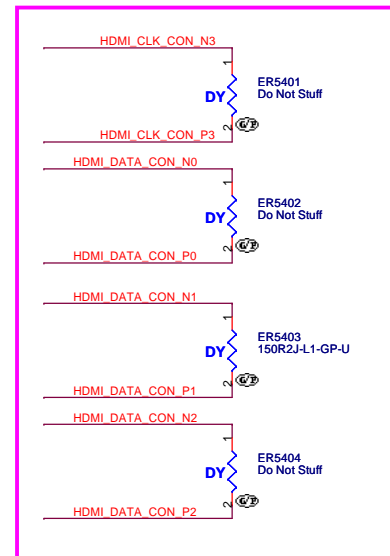 HDMI_CLK_CON_N3
1
ER5401
DY Do Not Stuff
2 G/P
HDMI_CLK_CON_P3
HDMI_DATA_CON_N0
1
ER5402
DY Do Not Stuff
2 G/P
HDMI_DATA_CON_P0
HDMI_DATA_CON_N1
1
ER5403
DY 150R2J-L1-GP-U
2 G/P
HDMI_DATA_CON_P1
HDMI_DATA_CON_N2
1
ER5404
DY Do Not Stuff
2 G/P
HDMI_DATA_CON_P2